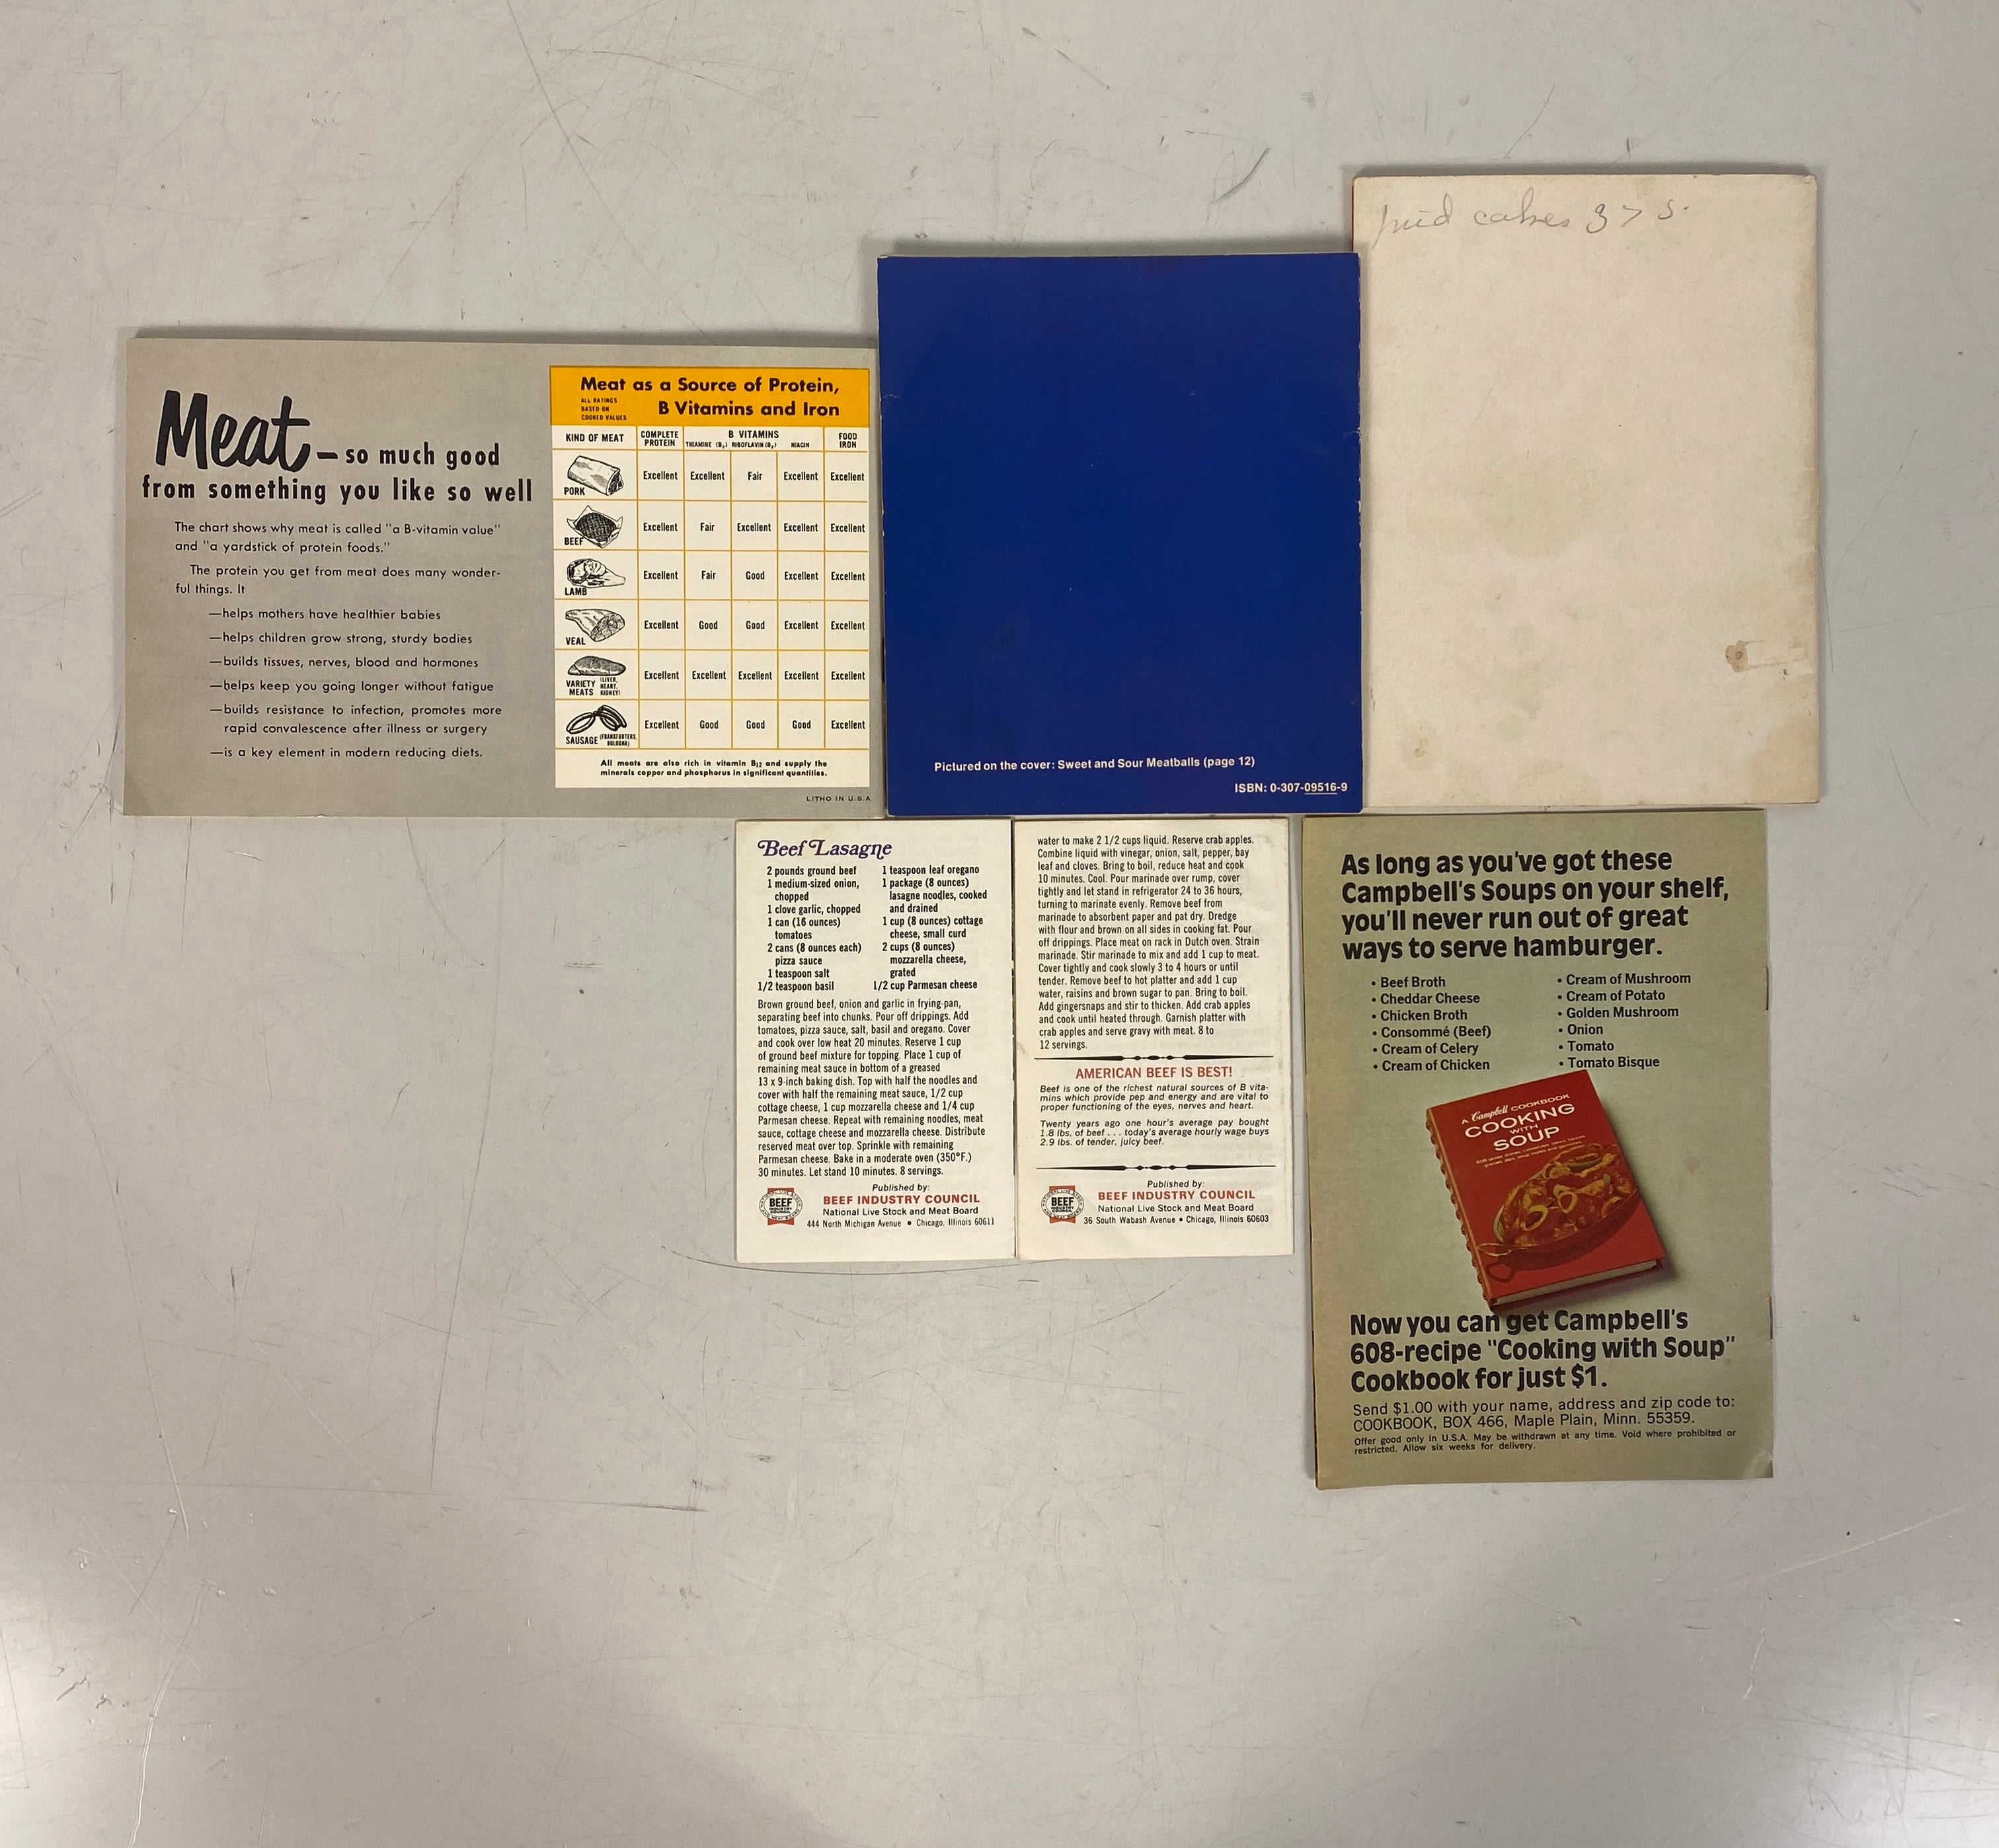 Meat — so much good
from something you like so well
The chart shows why meat is called "a B-vitamin value"
and "a yardstick of protein foods."
The protein you get from meat does many wonder-
ful things. It
—helps mothers have healthier babies
—helps children grow strong, sturdy bodies
—builds tissues, nerves, blood and hormones
—helps keep you going longer without fatigue
—builds resistance to infection, promotes more
rapid convalescence after illness or surgery
—is a key element in modern reducing diets.
Meat as a Source of Protein,
ALL RATINGS
BASED ON
COOKED VALUES
B Vitamins and Iron
KIND OF MEAT COMPLETE PROTEIN B VITAMINS THIAMINE (B1) RIBOFLAVIN (B2) NIACIN FOOD IRON
PORK Excellent Excellent Fair Excellent Excellent
BEEF Excellent Fair Excellent Excellent Excellent
LAMB Excellent Fair Good Excellent Excellent
VEAL Excellent Good Good Excellent Excellent
VARIETY MEATS (LIVER, HEART, KIDNEY) Excellent Excellent Excellent Excellent Excellent
SAUSAGE (FRANKFURTERS, BOLOGNA) Excellent Good Good Good Excellent
All meats are also rich in vitamin B12 and supply the
minerals copper and phosphorus in significant quantities.
LITHO IN U.S.A
Pictured on the cover: Sweet and Sour Meatballs (page 12)
ISBN: 0-307-09516-9
cakes 37 S.
Beef Lasagne
2 pounds ground beef
1 medium-sized onion,
chopped
1 clove garlic, chopped
1 can (16 ounces)
tomatoes
2 cans (8 ounces each)
pizza sauce
1 teaspoon salt
1/2 teaspoon basil
1 teaspoon leaf oregano
1 package (8 ounces)
lasagne noodles, cooked
and drained
1 cup (8 ounces) cottage
cheese, small curd
2 cups (8 ounces)
mozzarella cheese,
grated
1/2 cup Parmesan cheese
Brown ground beef, onion and garlic in frying-pan,
separating beef into chunks. Pour off drippings. Add
tomatoes, pizza sauce, salt, basil and oregano. Cover
and cook over low heat 20 minutes. Reserve 1 cup
of ground beef mixture for topping. Place 1 cup of
remaining meat sauce in bottom of a greased
13 x 9-inch baking dish. Top with half the noodles and
cover with half the remaining meat sauce, 1/2 cup
cottage cheese, 1 cup mozzarella cheese and 1/4 cup
Parmesan cheese. Repeat with remaining noodles, meat
sauce, cottage cheese and mozzarella cheese. Distribute
reserved meat over top. Sprinkle with remaining
Parmesan cheese. Bake in a moderate oven (350°F.)
30 minutes. Let stand 10 minutes. 8 servings.
BEEF INDUSTRY COUNCIL
Published by:
BEEF INDUSTRY COUNCIL
National Live Stock and Meat Board
444 North Michigan Avenue • Chicago, Illinois 60611
water to make 2 1/2 cups liquid. Reserve crab apples.
Combine liquid with vinegar, onion, salt, pepper, bay
leaf and cloves. Bring to boil, reduce heat and cook
10 minutes. Cool. Pour marinade over rump, cover
tightly and let stand in refrigerator 24 to 36 hours,
turning to marinate evenly. Remove beef from
marinade to absorbent paper and pat dry. Dredge
with flour and brown on all sides in cooking fat. Pour
off drippings. Place meat on rack in Dutch oven. Strain
marinade. Stir marinade to mix and add 1 cup to meat.
Cover tightly and cook slowly 3 to 4 hours or until
tender. Remove beef to hot platter and add 1 cup
water, raisins and brown sugar to pan. Bring to boil.
Add gingersnaps and stir to thicken. Add crab apples
and cook until heated through. Garnish platter with
crab apples and serve gravy with meat. 8 to
12 servings.
AMERICAN BEEF IS BEST!
Beef is one of the richest natural sources of B vita-
mins which provide pep and energy and are vital to
proper functioning of the eyes, nerves and heart.
Twenty years ago one hour's average pay bought
1.8 lbs. of beef . . . today's average hourly wage buys
2.9 lbs. of tender, juicy beef.
BEEF INDUSTRY COUNCIL
Published by:
BEEF INDUSTRY COUNCIL
National Live Stock and Meat Board
36 South Wabash Avenue • Chicago, Illinois 60603
As long as you've got these
Campbell's Soups on your shelf,
you'll never run out of great
ways to serve hamburger.
• Beef Broth
• Cheddar Cheese
• Chicken Broth
• Consommé (Beef)
• Cream of Celery
• Cream of Chicken
• Cream of Mushroom
• Cream of Potato
• Golden Mushroom
• Onion
• Tomato
• Tomato Bisque
A Campbell COOKBOOK
COOKING
WITH
SOUP
Now you can get Campbell's
608-recipe "Cooking with Soup"
Cookbook for just $1.
Send $1.00 with your name, address and zip code to:
COOKBOOK, BOX 466, Maple Plain, Minn. 55359.
Offer good only in U.S.A. May be withdrawn at any time. Void where prohibited or
restricted. Allow six weeks for delivery.